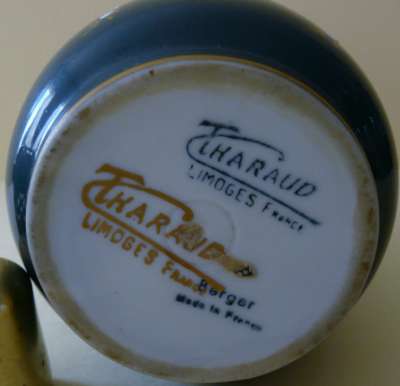 C. THARAUD
LIMOGES FRANCE
C. THARAUD
LIMOGES FRANCE
Berger
Made in France